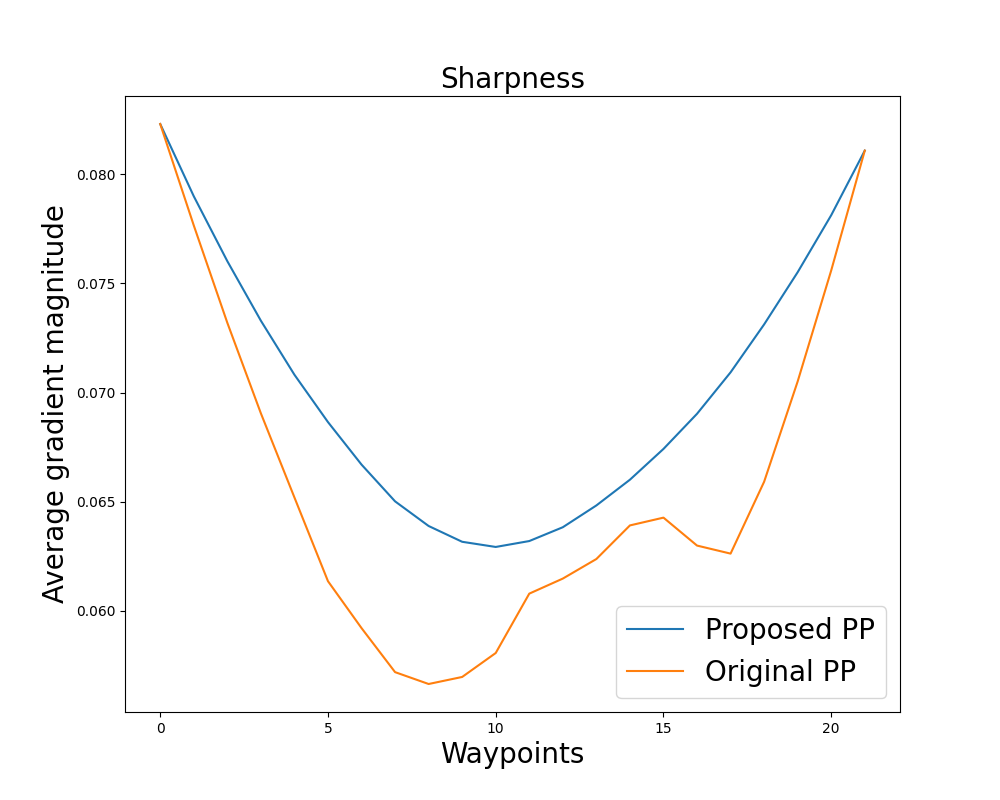 Sharpness
Average gradient magnitude
0.080
0.075
0.070
0.065
0.060
0 5 10 15 20
Waypoints
Proposed PP
Original PP